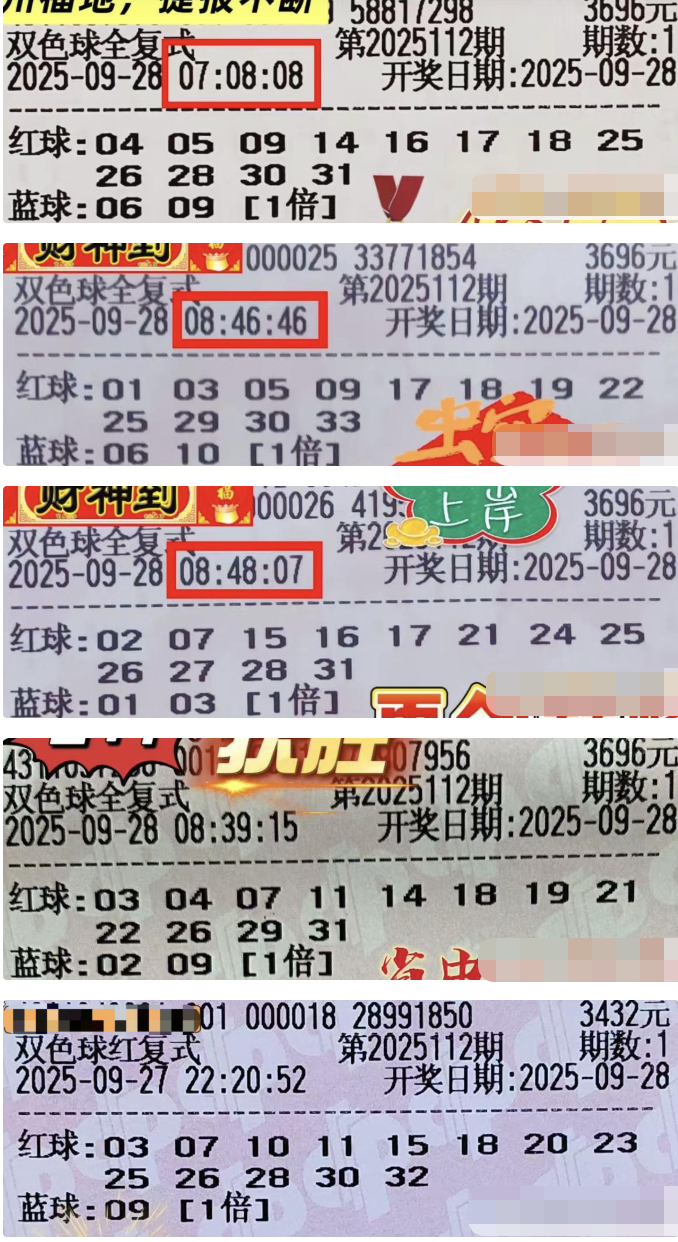 州福地，捷报不断 58817298 3696元
双色球全复式 第2025112期 期数:1
2025-09-28 07:08:08 开奖日期:2025-09-28
红球:04 05 09 14 16 17 18 25
26 28 30 31
蓝球:06 09 [1倍]
财神到 福 000025 33771854 3696元
双色球全复式 第2025112期 期数:1
2025-09-28 08:46:46 开奖日期:2025-09-28
红球:01 03 05 09 17 18 19 22
25 29 30 33
蓝球:06 10 [1倍]
财神到 福 000026 上岸 3696元
双色球全复式 期数:1
2025-09-28 08:48:07 开奖日期:2025-09-28
红球:02 07 15 16 17 21 24 25
26 27 28 31
蓝球:01 03 [1倍]
07956 3696元
双色球全复式 第2025112期 期数:1
2025-09-28 08:39:15 开奖日期:2025-09-28
红球:03 04 07 11 14 18 19 21
22 26 29 31
蓝球:02 09 [1倍]
001 000018 28991850 3432元
双色球红复式 第2025112期 期数:1
2025-09-27 22:20:52 开奖日期:2025-09-28
红球:03 07 10 11 15 18 20 23
25 26 28 30 32
蓝球:09 [1倍]